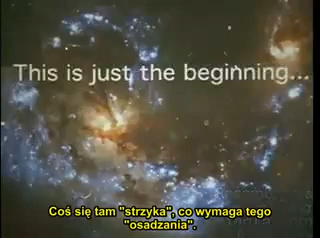 This is just the beginning...
Coś się tam "strzyka", co wymaga tego
"osadzania".